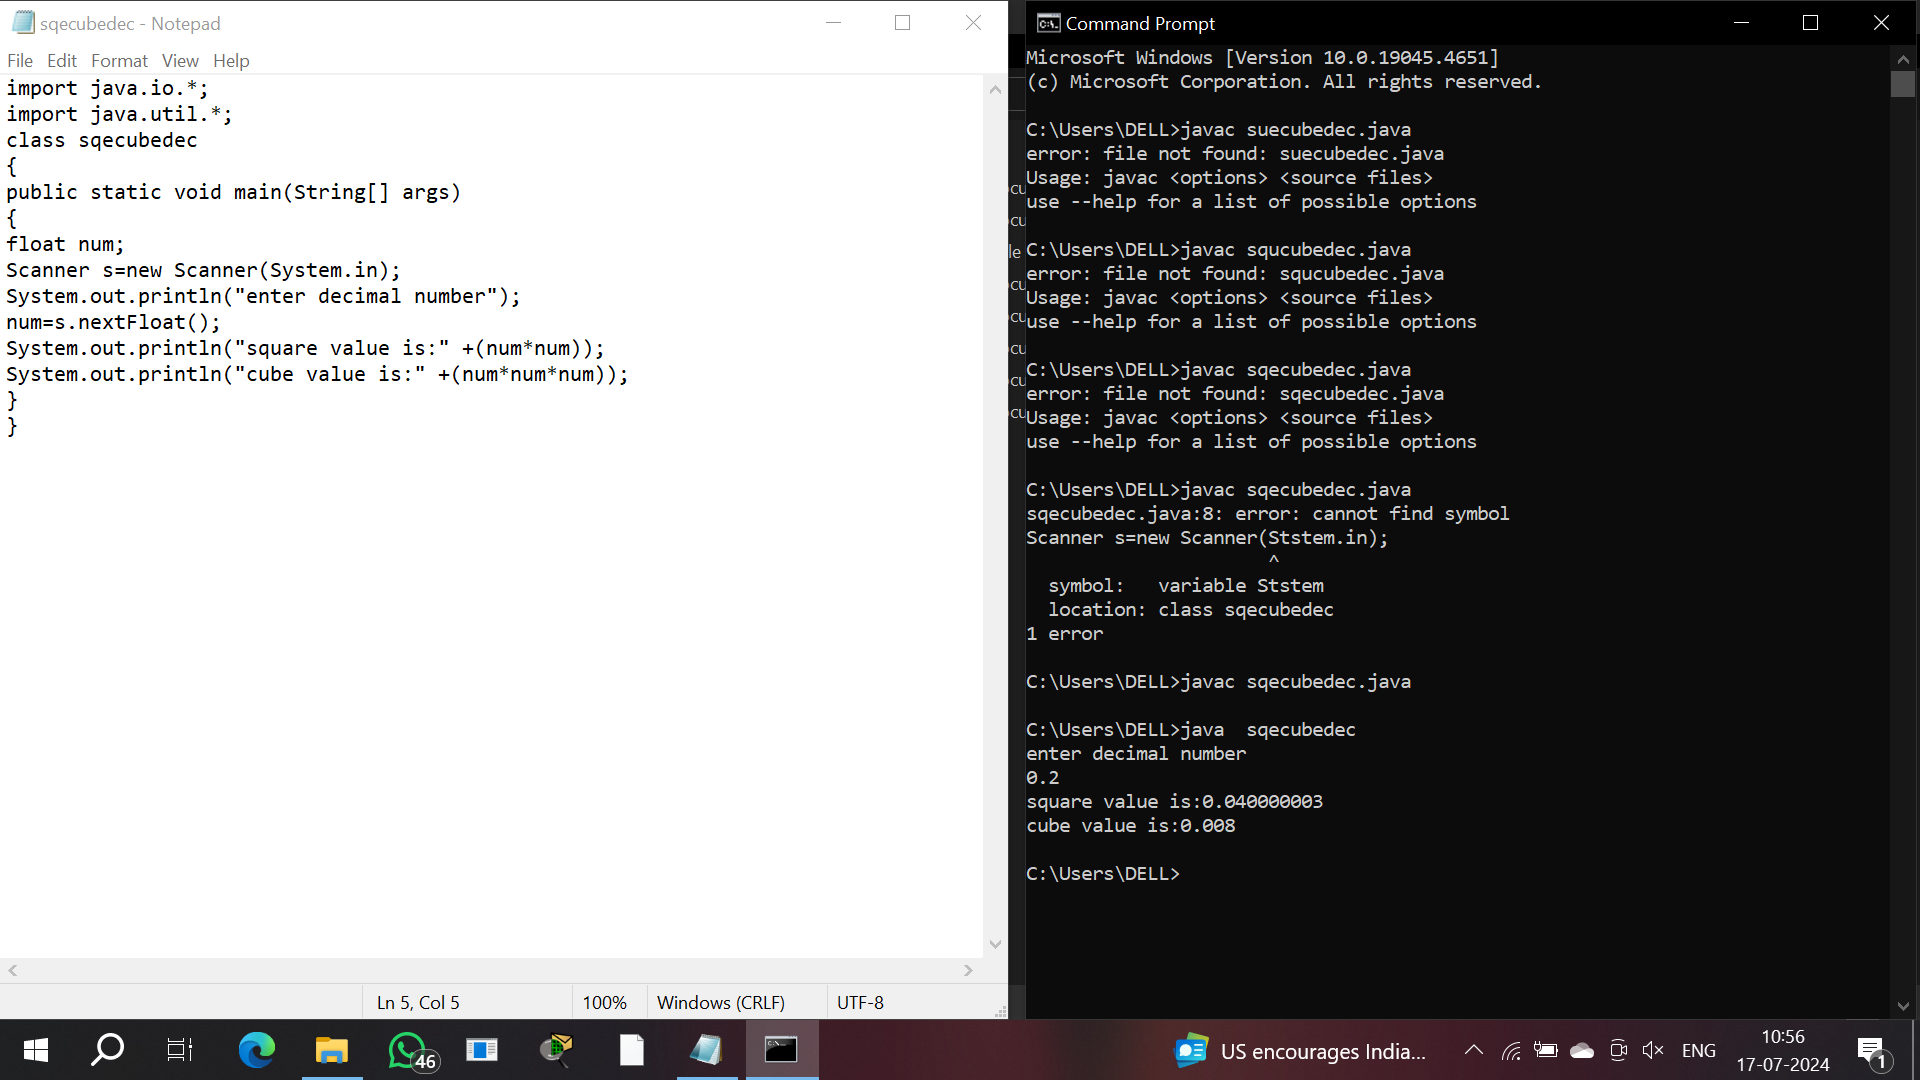 sqecubedec - Notepad
File Edit Format View Help
import java.io.*;
import java.util.*;
class sqecubedec
{
public static void main(String[] args)
{
float num;
Scanner s=new Scanner(System.in);
System.out.println("enter decimal number");
num=s.nextFloat();
System.out.println("square value is:" +(num*num));
System.out.println("cube value is:" +(num*num*num));
}
}
Ln 5, Col 5 100% Windows (CRLF) UTF-8
cu
cu
le
cu
cu
cu
cu
cu
Command Prompt
Microsoft Windows [Version 10.0.19045.4651]
(c) Microsoft Corporation. All rights reserved.
C:\Users\DELL>javac suecubedec.java
error: file not found: suecubedec.java
Usage: javac <options> <source files>
use --help for a list of possible options
C:\Users\DELL>javac squcubedec.java
error: file not found: squcubedec.java
Usage: javac <options> <source files>
use --help for a list of possible options
C:\Users\DELL>javac sqecubedec.java
error: file not found: sqecubedec.java
Usage: javac <options> <source files>
use --help for a list of possible options
C:\Users\DELL>javac sqecubedec.java
sqecubedec.java:8: error: cannot find symbol
Scanner s=new Scanner(Ststem.in);
^
symbol:   variable Ststem
location: class sqecubedec
1 error
C:\Users\DELL>javac sqecubedec.java
C:\Users\DELL>java  sqecubedec
enter decimal number
0.2
square value is:0.040000003
cube value is:0.008
C:\Users\DELL>
46
US encourages India...
ENG
10:56
17-07-2024
1